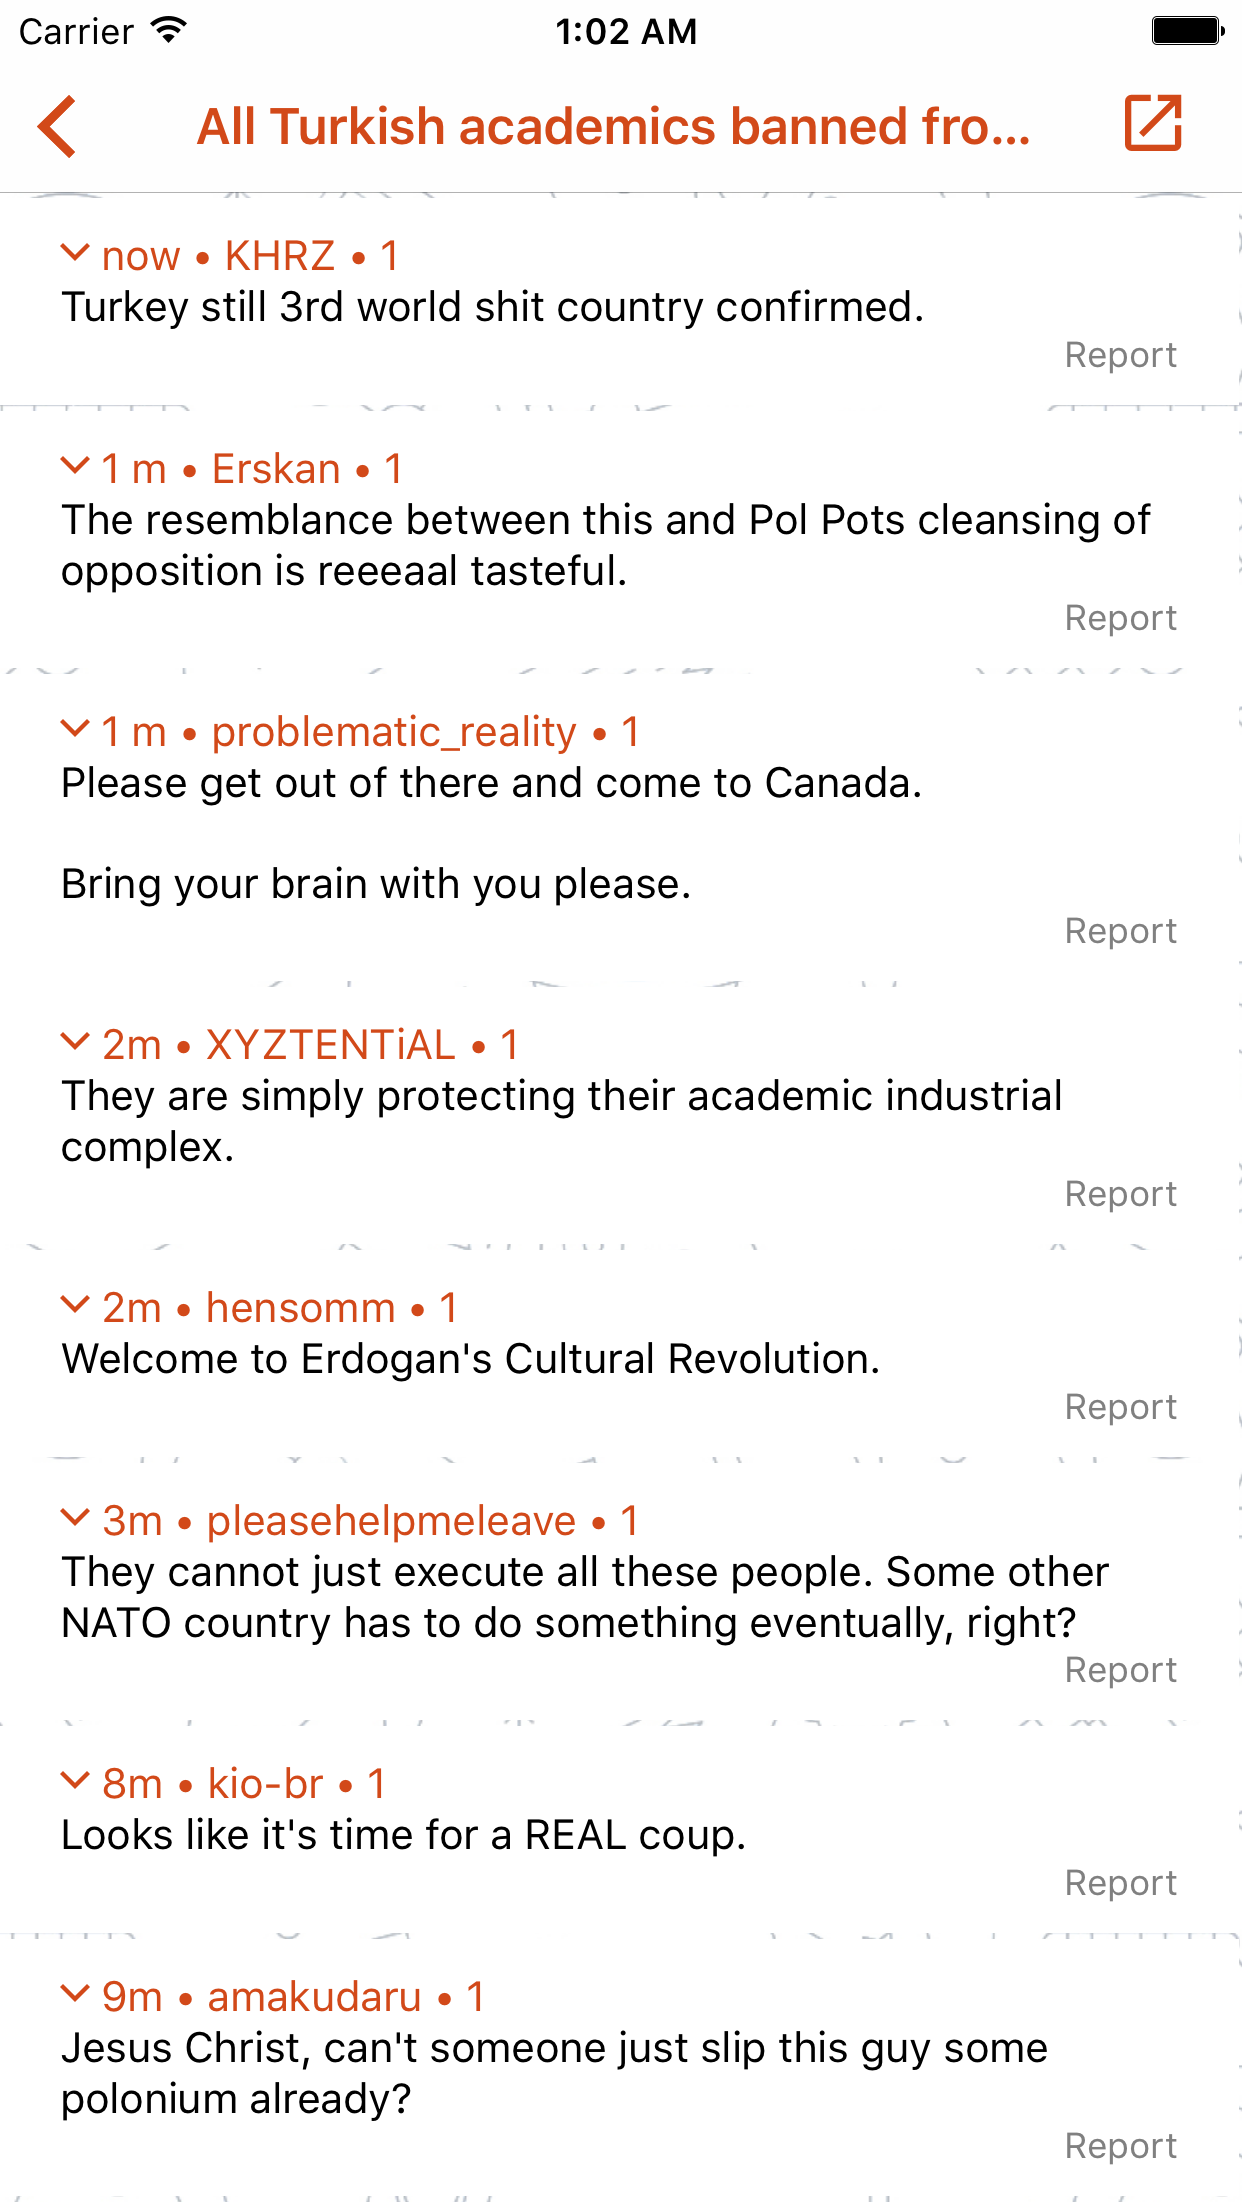 Carrier 1:02 AM
All Turkish academics banned fro...
now • KHRZ • 1
Turkey still 3rd world shit country confirmed.
Report
1 m • Erskan • 1
The resemblance between this and Pol Pots cleansing of
opposition is reeeaal tasteful.
Report
1 m • problematic_reality • 1
Please get out of there and come to Canada.
Bring your brain with you please.
Report
2m • XYZTENTiAL • 1
They are simply protecting their academic industrial
complex.
Report
2m • hensomm • 1
Welcome to Erdogan's Cultural Revolution.
Report
3m • pleasehelpmeleave • 1
They cannot just execute all these people. Some other
NATO country has to do something eventually, right?
Report
8m • kio-br • 1
Looks like it's time for a REAL coup.
Report
9m • amakudaru • 1
Jesus Christ, can't someone just slip this guy some
polonium already?
Report